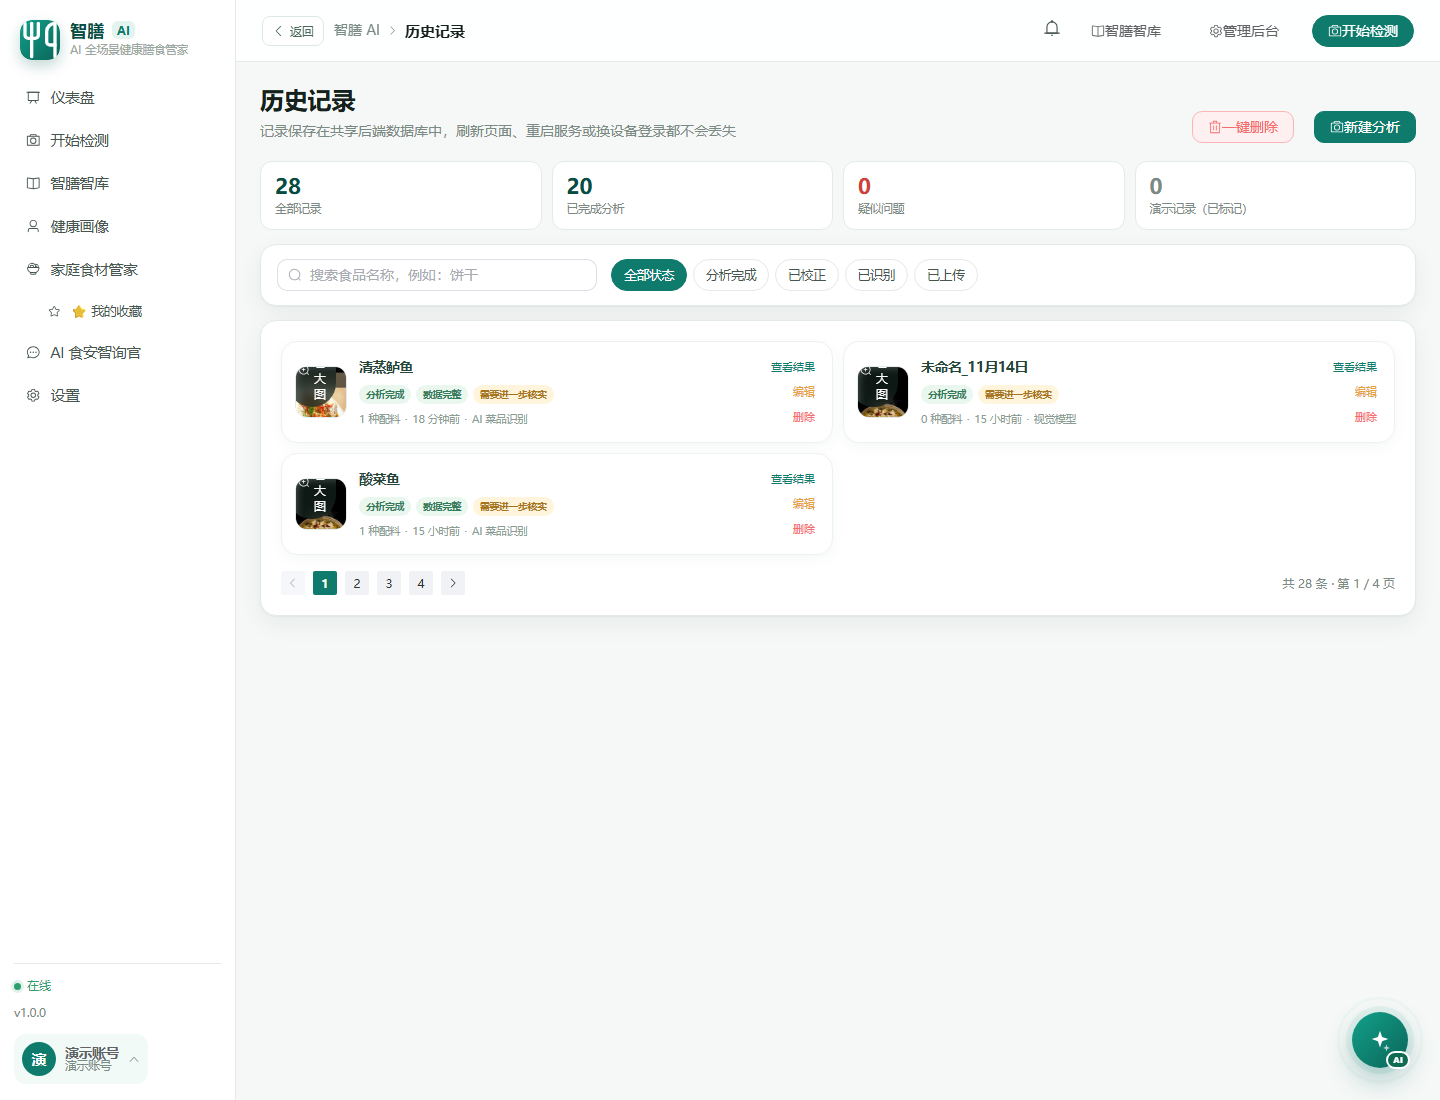 智膳 AI
AI 全场景健康膳食管家
仪表盘
开始检测
智膳智库
健康画像
家庭食材管家
我的收藏
AI 食安智询官
设置
在线
v1.0.0
演
演示账号
演示账号
返回
智膳 AI
历史记录
智膳智库
管理后台
开始检测
历史记录
记录保存在共享后端数据库中，刷新页面、重启服务或换设备登录都不会丢失
一键删除
新建分析
28
全部记录
20
已完成分析
0
疑似问题
0
演示记录（已标记）
搜索食品名称，例如：饼干
全部状态
分析完成
已校正
已识别
已上传
大
图
清蒸鲈鱼
分析完成 数据完整 需要进一步核实
1 种配料 · 18 分钟前 · AI 菜品识别
查看结果
编辑
删除
大
图
未命名_11月14日
分析完成 需要进一步核实
0 种配料 · 15 小时前 · 视觉模型
查看结果
编辑
删除
大
图
酸菜鱼
分析完成 数据完整 需要进一步核实
1 种配料 · 15 小时前 · AI 菜品识别
查看结果
编辑
删除
1 2 3 4
共 28 条 · 第 1 / 4 页
AI